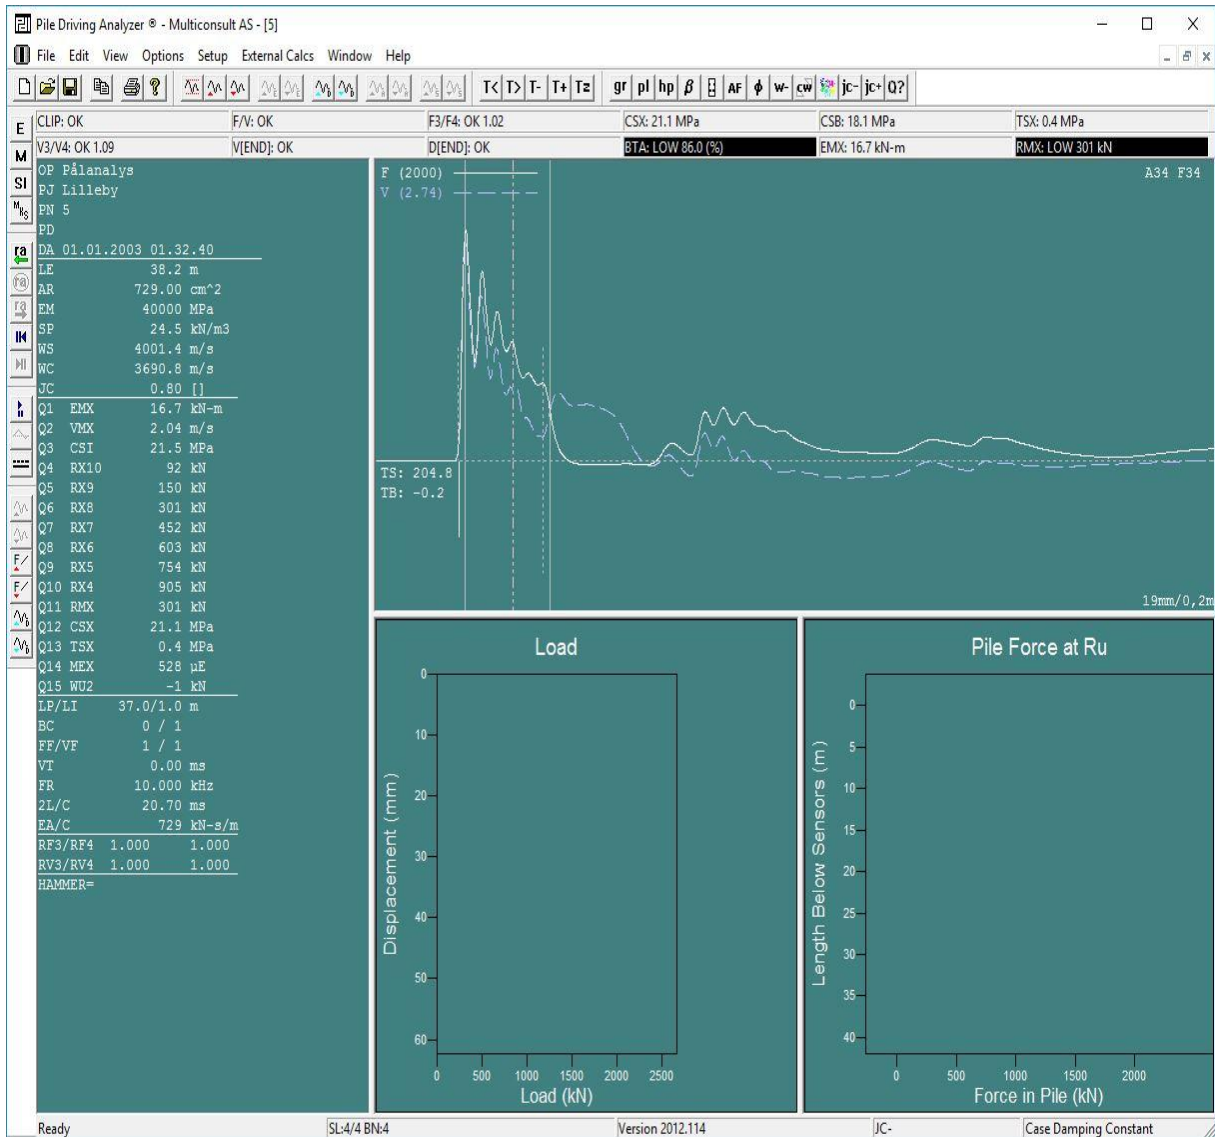 Pile Driving Analyzer ® - Multiconsult AS - [5]
File Edit View Options Setup External Calcs Window Help
T< T> T- T+ T= gr pl hp β AF ϕ w- cw jc- jc+ Q?
CLIP: OK F/V: OK F3/F4: OK 1.02 CSX: 21.1 MPa CSB: 18.1 MPa TSX: 0.4 MPa
V3/V4: OK 1.09 V[END]: OK D[END]: OK BTA: LOW 86.0 (%) EMX: 16.7 kN-m RMX: LOW 301 kN
E
M
SI
MKS
ra
ra
ra
F/
F/
OP Pålanalys
PJ Lilleby
PN 5
PD
DA 01.01.2003 01.32.40
LE 38.2 m
AR 729.00 cm^2
EM 40000 MPa
SP 24.5 kN/m3
WS 4001.4 m/s
WC 3690.8 m/s
JC 0.80 []
Q1 EMX 16.7 kN-m
Q2 VMX 2.04 m/s
Q3 CSI 21.5 MPa
Q4 RX10 92 kN
Q5 RX9 150 kN
Q6 RX8 301 kN
Q7 RX7 452 kN
Q8 RX6 603 kN
Q9 RX5 754 kN
Q10 RX4 905 kN
Q11 RMX 301 kN
Q12 CSX 21.1 MPa
Q13 TSX 0.4 MPa
Q14 MEX 528 µE
Q15 WU2 -1 kN
LP/LI 37.0/1.0 m
BC 0 / 1
FF/VF 1 / 1
VT 0.00 ms
FR 10.000 kHz
2L/C 20.70 ms
EA/C 729 kN-s/m
RF3/RF4 1.000 1.000
RV3/RV4 1.000 1.000
HAMMER=
F (2000)
V (2.74)
A34 F34
TS: 204.8
TB: -0.2
19mm/0,2m
Load
0
10
20
30
40
50
60
Displacement (mm)
0 500 1000 1500 2000 2500
Load (kN)
Pile Force at Ru
0
5
10
15
20
25
30
35
40
Length Below Sensors (m)
0 500 1000 1500 2000
Force in Pile (kN)
Ready SL:4/4 BN:4 Version 2012.114 JC- Case Damping Constant